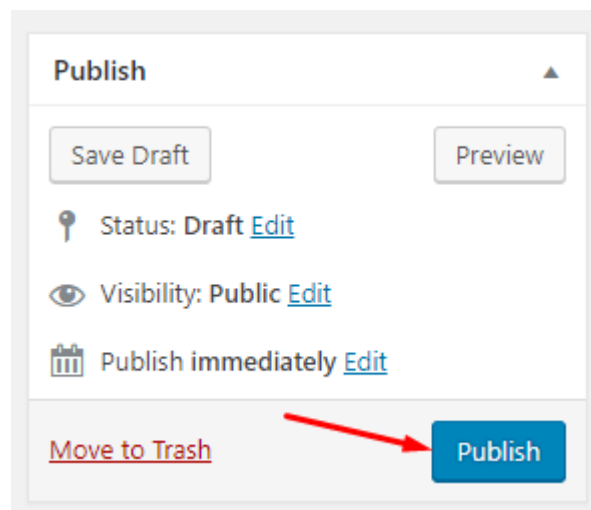 Publish
Save Draft Preview
Status: Draft Edit
Visibility: Public Edit
Publish immediately Edit
Move to Trash Publish